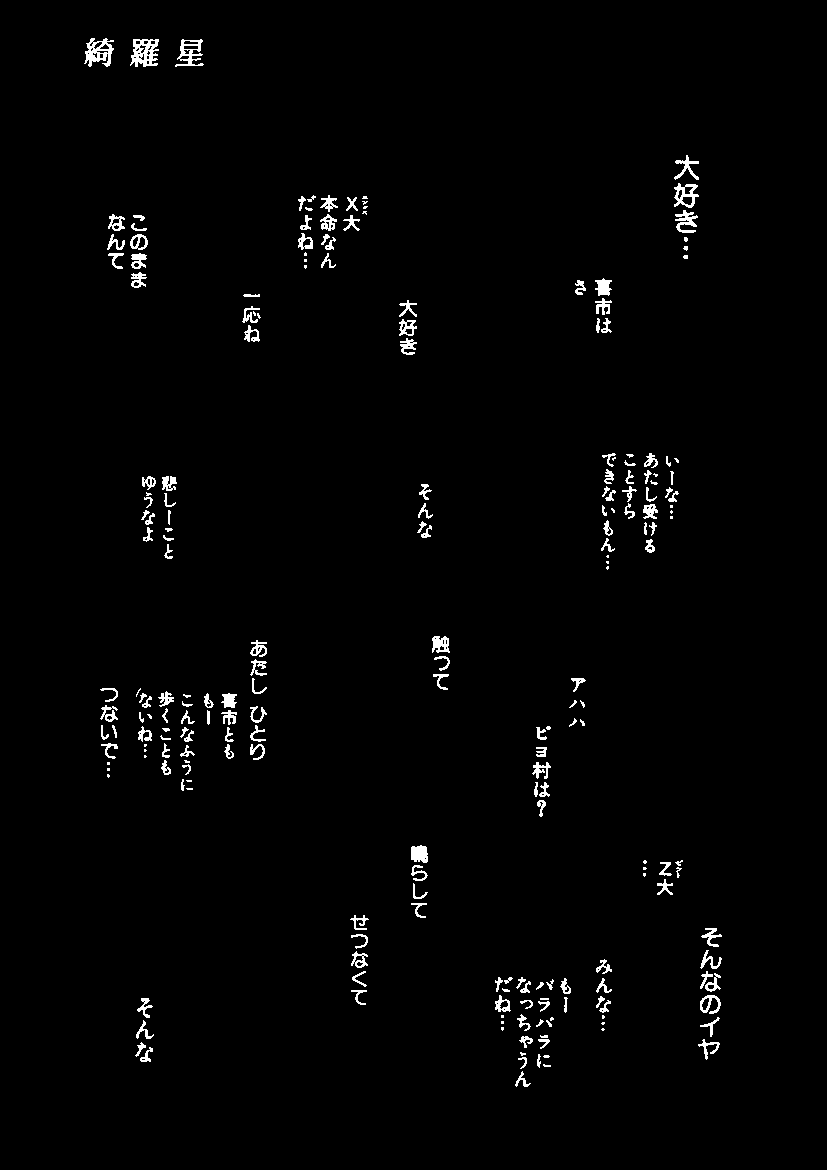 綺羅星
大好き…
喜市は
さ
X大
本命なん
だよね…
大好き
一応ね
このまま
なんて
いーな…
あたし受ける
ことすら
できないもん…
そんな
悲しーこと
ゆうなよ
アハハ
ピヨ村は？
触って
あたし ひとり
喜市とも
もー
こんなふうに
歩くことも
ないね…
つないで…
Z大
…
そんなのイヤ
みんな…
もー
バラバラに
なっちゃうん
だね…
鳴らして
せつなくて
そんな